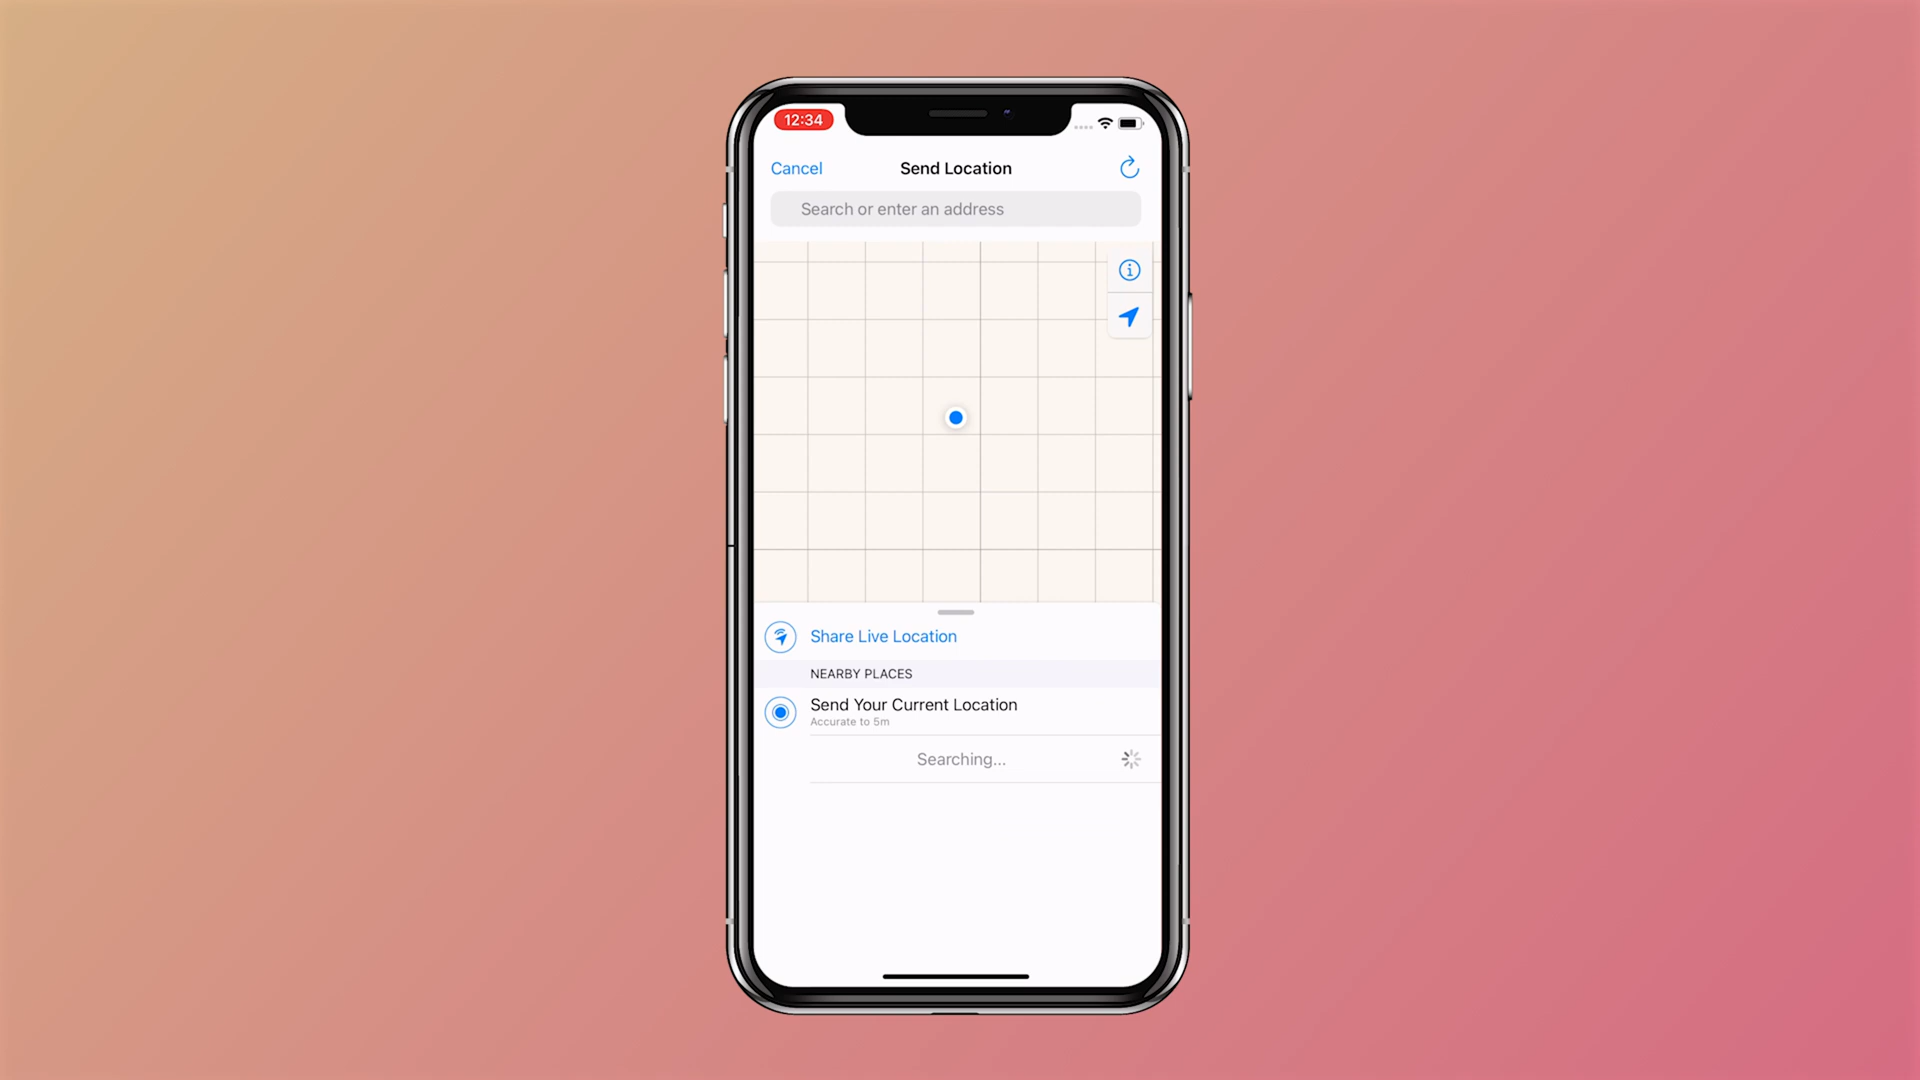 12:34
Cancel
Send Location
Search or enter an address
Share Live Location
NEARBY PLACES
Send Your Current Location
Accurate to 5m
Searching...